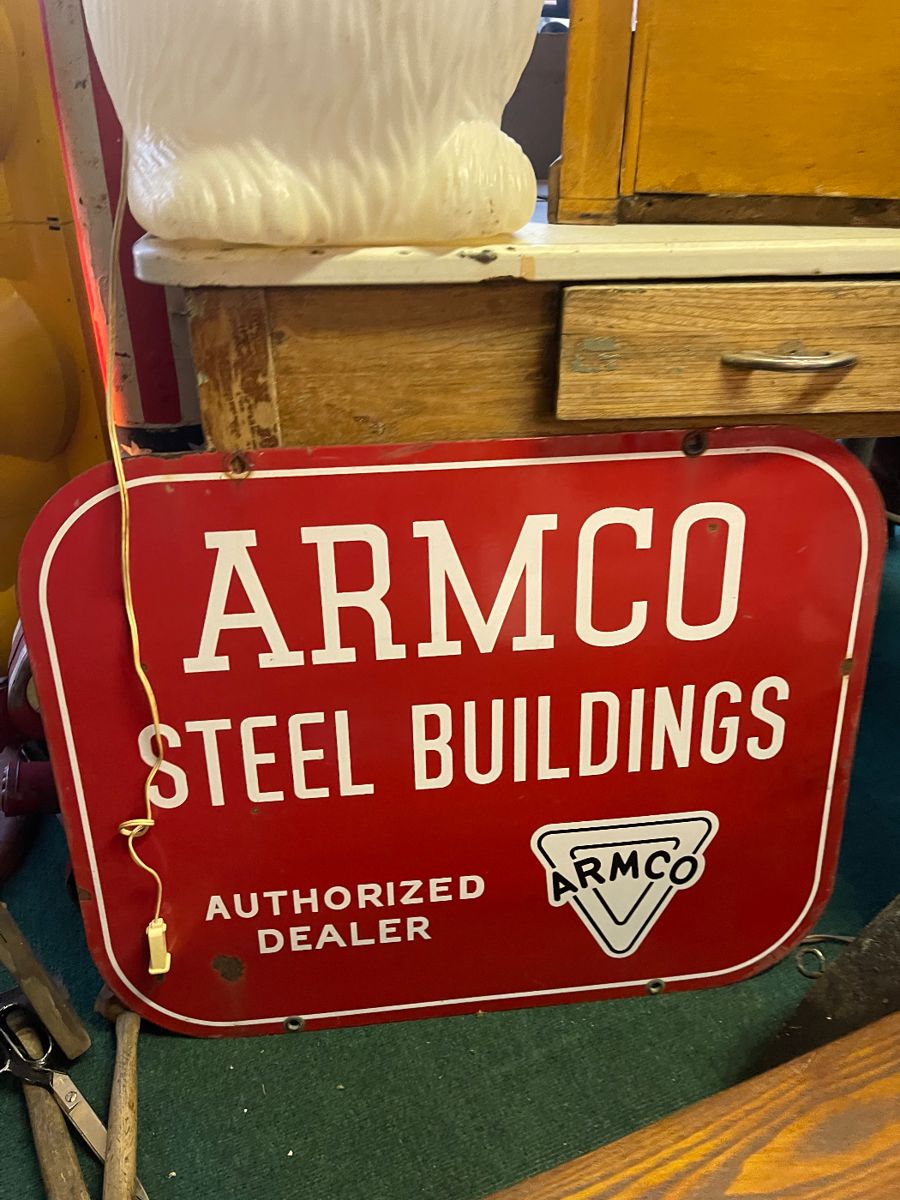 ARMCO
STEEL BUILDINGS
AUTHORIZED
DEALER
ARMCO